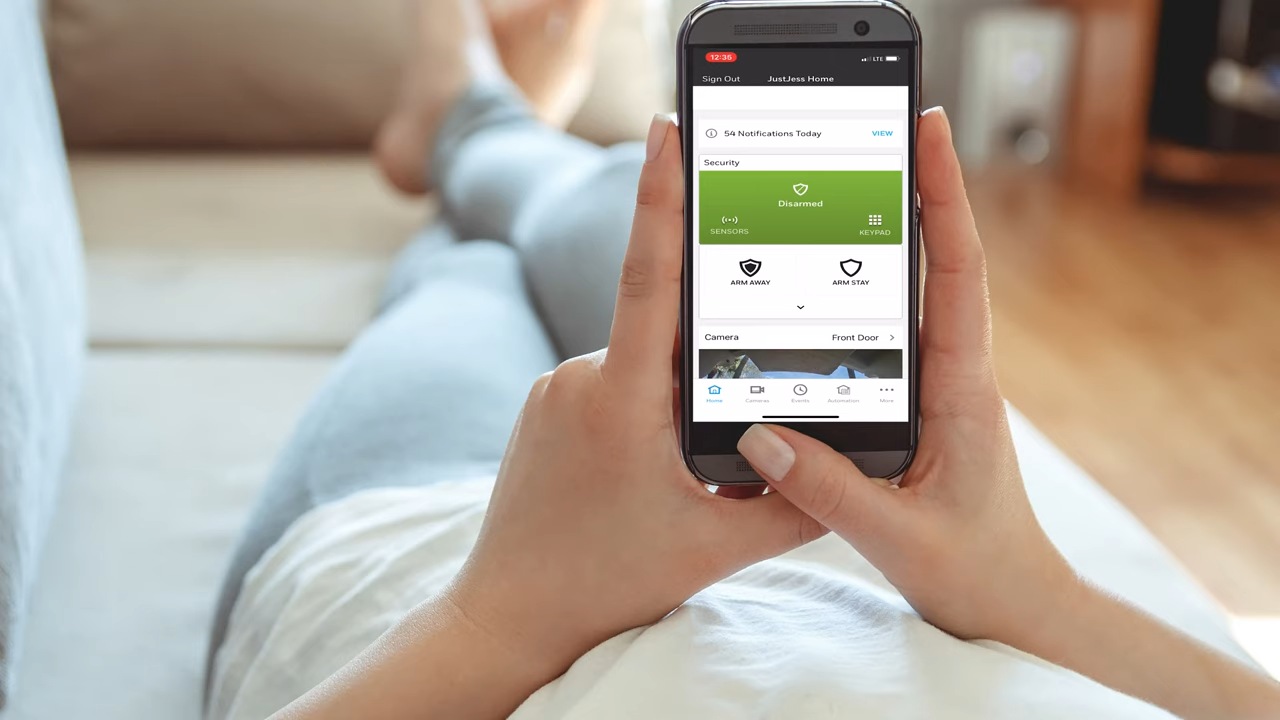 12:36
LTE
Sign Out JustJess Home
54 Notifications Today VIEW
Security
Disarmed
SENSORS KEYPAD
ARM AWAY ARM STAY
Camera Front Door
Home Cameras Events Automation More